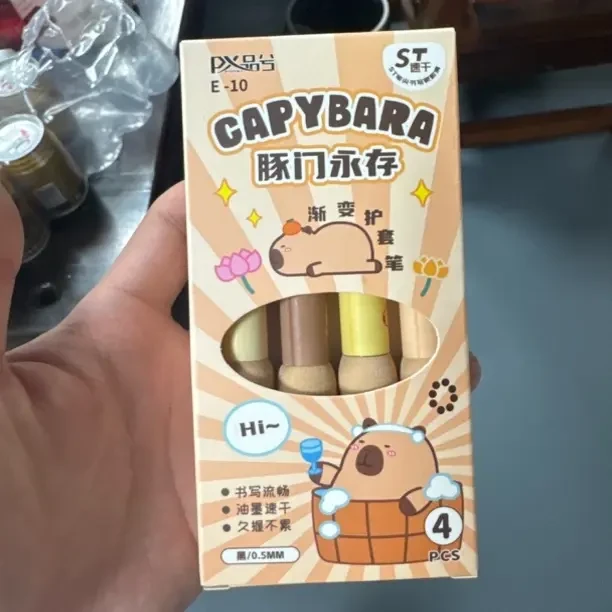 PX品兮
E-10
ST
速干
CAPYBARA
豚门永存
渐变护套笔
Hi~
书写流畅
油墨速干
久握不累
黑/0.5MM
4
PCS